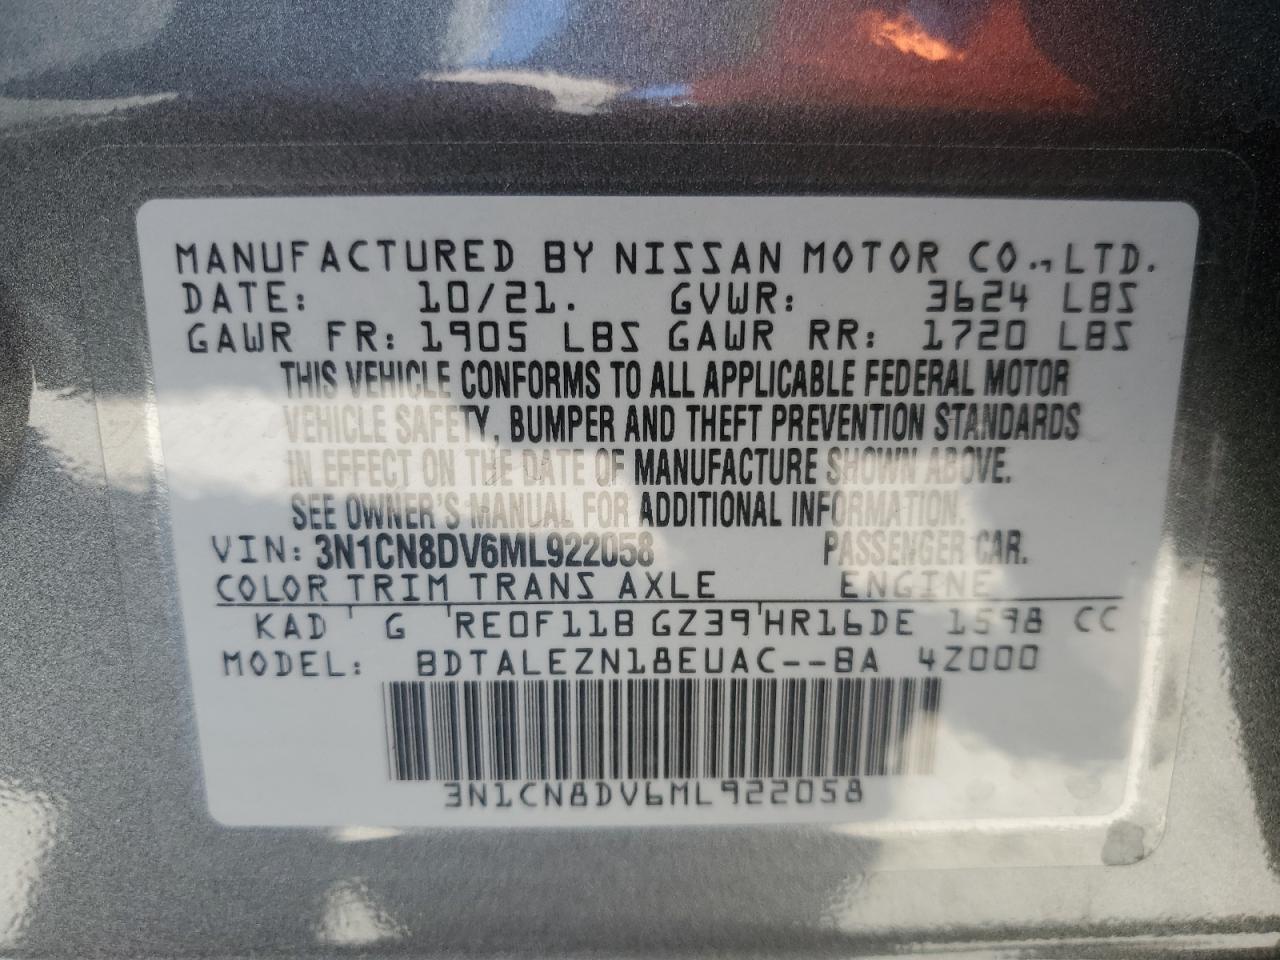 MANUFACTURED BY NISSAN MOTOR CO., LTD.
DATE: 10/21. GVWR: 3624 LBS
GAWR FR: 1905 LBS GAWR RR: 1720 LBS
THIS VEHICLE CONFORMS TO ALL APPLICABLE FEDERAL MOTOR
VEHICLE SAFETY, BUMPER AND THEFT PREVENTION STANDARDS
IN EFFECT ON THE DATE OF MANUFACTURE SHOWN ABOVE.
SEE OWNER'S MANUAL FOR ADDITIONAL INFORMATION.
VIN: 3N1CN8DV6ML922058 PASSENGER CAR.
COLOR TRIM TRANS AXLE ENGINE
KAD ' G ' RE0F11B GZ39 ' HR16DE 1598 CC
MODEL: BDTALEZN18EUAC--BA 4Z000
3N1CN8DV6ML922058